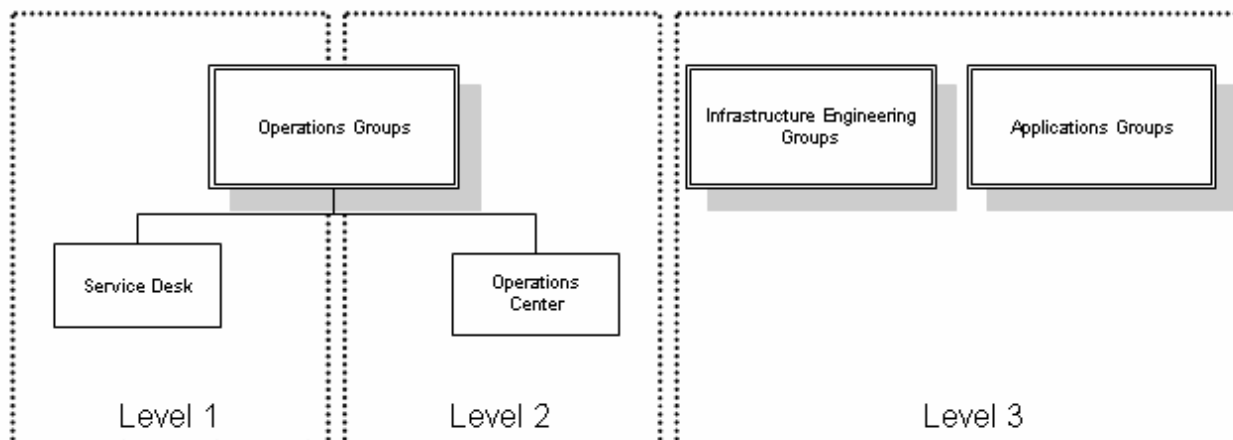 Operations Groups
Infrastructure Engineering
Groups
Applications Groups
Service Desk
Operations
Center
Level 1
Level 2
Level 3